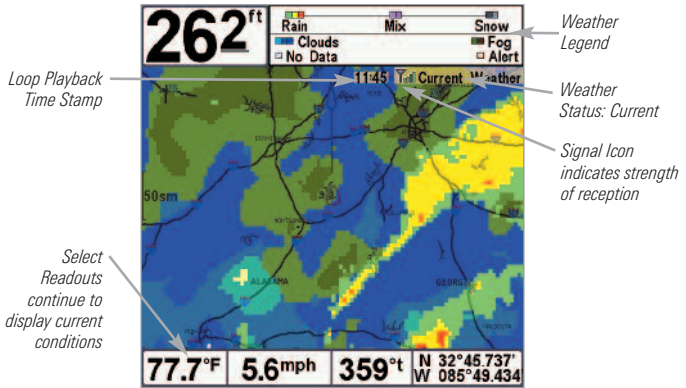 262 ft
Rain Mix Snow
Clouds Fog
No Data Alert
Weather
Legend
Loop Playback
Time Stamp
11:45 Current Weather
Weather
Status: Current
Signal Icon
indicates strength
of reception
50sm
ALABAMA
GEORGIA
Select
Readouts
continue to
display current
conditions
77.7°F 5.6mph 359°t N 32°45.737'
W 085°49.434'